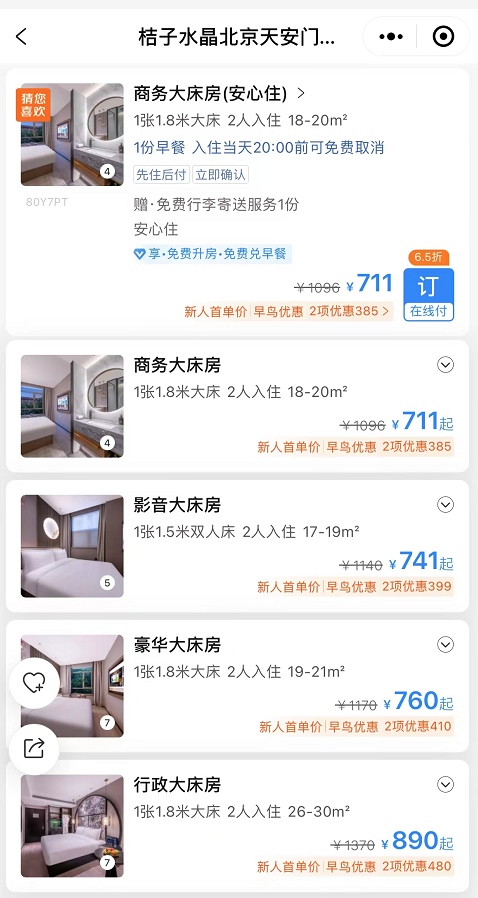 桔子水晶北京天安门...
猜您
喜欢
4
80Y7PT
商务大床房(安心住)
1张1.8米大床 2人入住 18-20m²
1份早餐 入住当天20:00前可免费取消
先住后付 立即确认
赠·免费行李寄送服务1份
安心住
享·免费升房·免费兑早餐
6.5折
￥1096 ￥711
订
在线付
新人首单价 早鸟优惠 2项优惠385
商务大床房
1张1.8米大床 2人入住 18-20m²
4
￥1096 ￥711起
新人首单价 早鸟优惠 2项优惠385
影音大床房
1张1.5米双人床 2人入住 17-19m²
5
￥1140 ￥741起
新人首单价 早鸟优惠 2项优惠399
豪华大床房
1张1.8米大床 2人入住 19-21m²
7
￥1170 ￥760起
新人首单价 早鸟优惠 2项优惠410
行政大床房
1张1.8米大床 2人入住 26-30m²
7
￥1370 ￥890起
新人首单价 早鸟优惠 2项优惠480